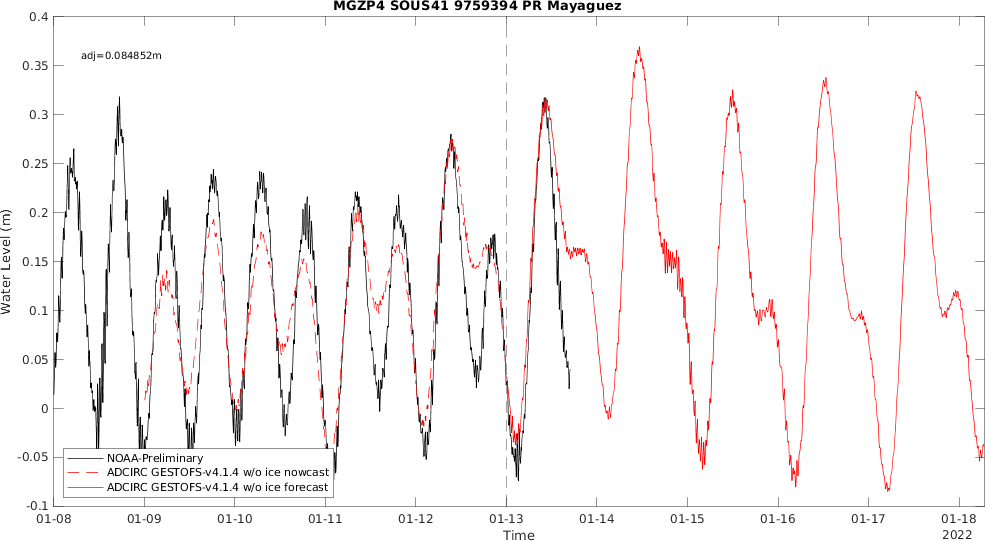 MGZP4 SOUS41 9759394 PR Mayaguez
adj=0.084852m
Water Level (m)
0.4
0.35
0.3
0.25
0.2
0.15
0.1
0.05
0
-0.05
-0.1
NOAA-Preliminary
ADCIRC GESTOFS-v4.1.4 w/o ice nowcast
ADCIRC GESTOFS-v4.1.4 w/o ice forecast
01-08 01-09 01-10 01-11 01-12 01-13 01-14 01-15 01-16 01-17 01-18
Time
2022